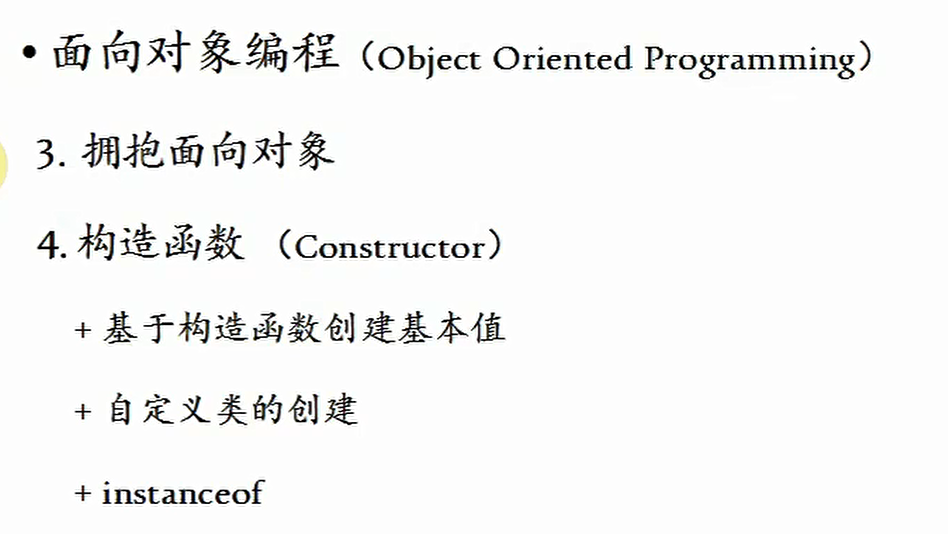 • 面向对象编程（Object Oriented Programming）
3. 拥抱面向对象
4. 构造函数 （Constructor）
+ 基于构造函数创建基本值
+ 自定义类的创建
+ instanceof